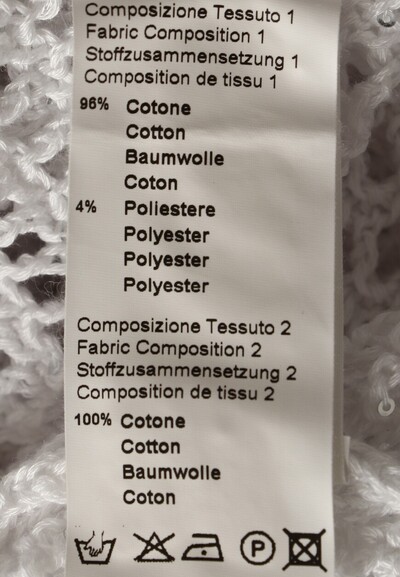 Composizione Tessuto 1
Fabric Composition 1
Stoffzusammensetzung 1
Composition de tissu 1
96% Cotone
Cotton
Baumwolle
Coton
4% Poliestere
Polyester
Polyester
Polyester
Composizione Tessuto 2
Fabric Composition 2
Stoffzusammensetzung 2
Composition de tissu 2
100% Cotone
Cotton
Baumwolle
Coton
P